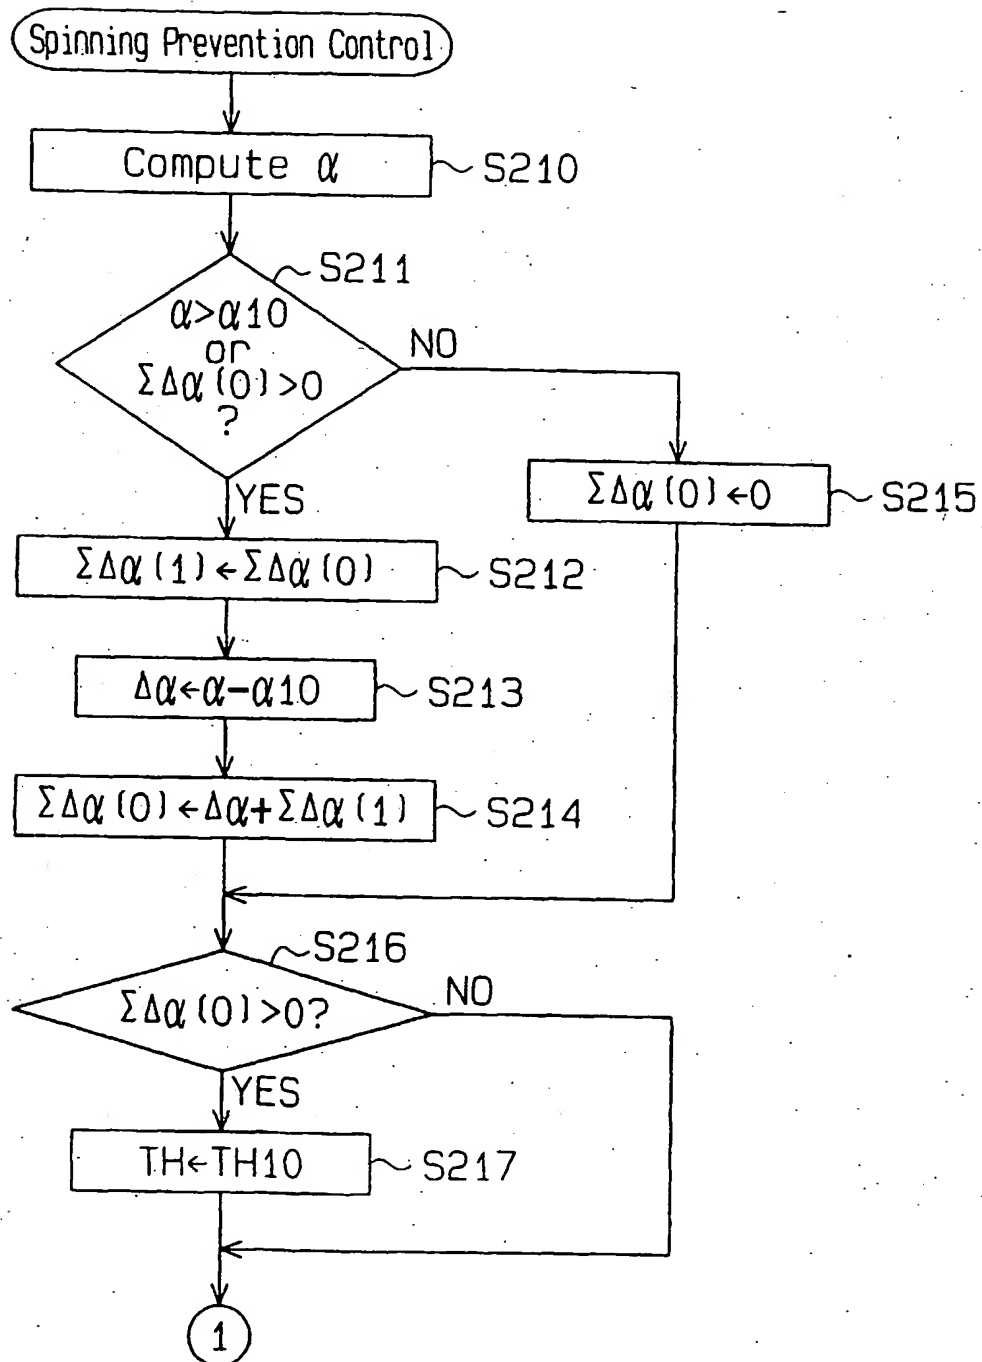 Spinning Prevention Control
Compute α
S210
S211
α>α10
or
ΣΔα(0)>0
?
NO
YES
ΣΔα(0)←0
S215
ΣΔα(1)←ΣΔα(0)
S212
Δα←α-α10
S213
ΣΔα(0)←Δα+ΣΔα(1)
S214
S216
ΣΔα(0)>0?
NO
YES
TH←TH10
S217
1